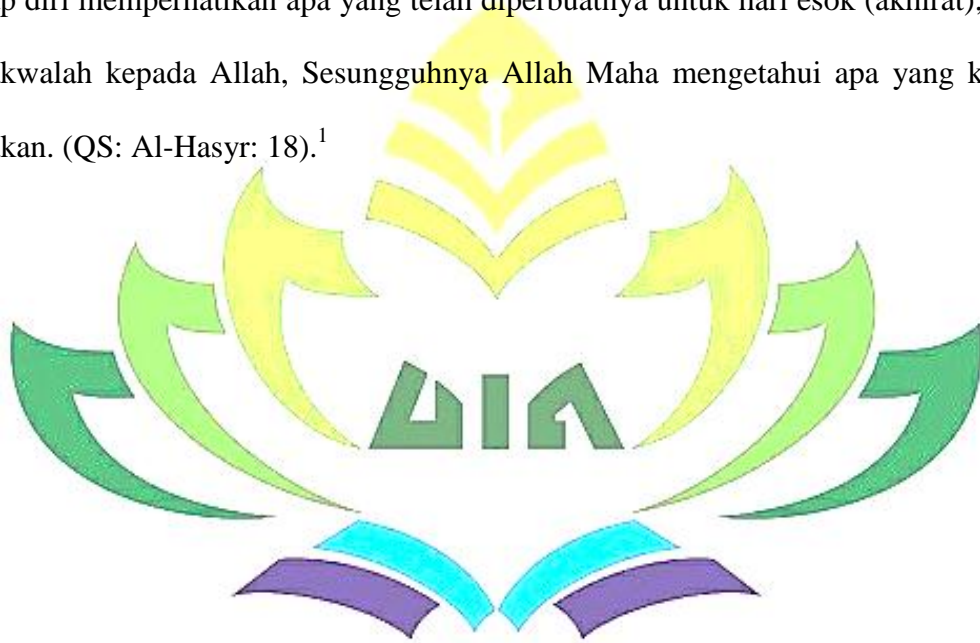 p diri memperhatikan apa yang telah diperbuatnya untuk hari esok (akhirat),
kwalah kepada Allah, Sesungguhnya Allah Maha mengetahui apa yang k
kan. (QS: Al-Hasyr: 18).¹
UIN